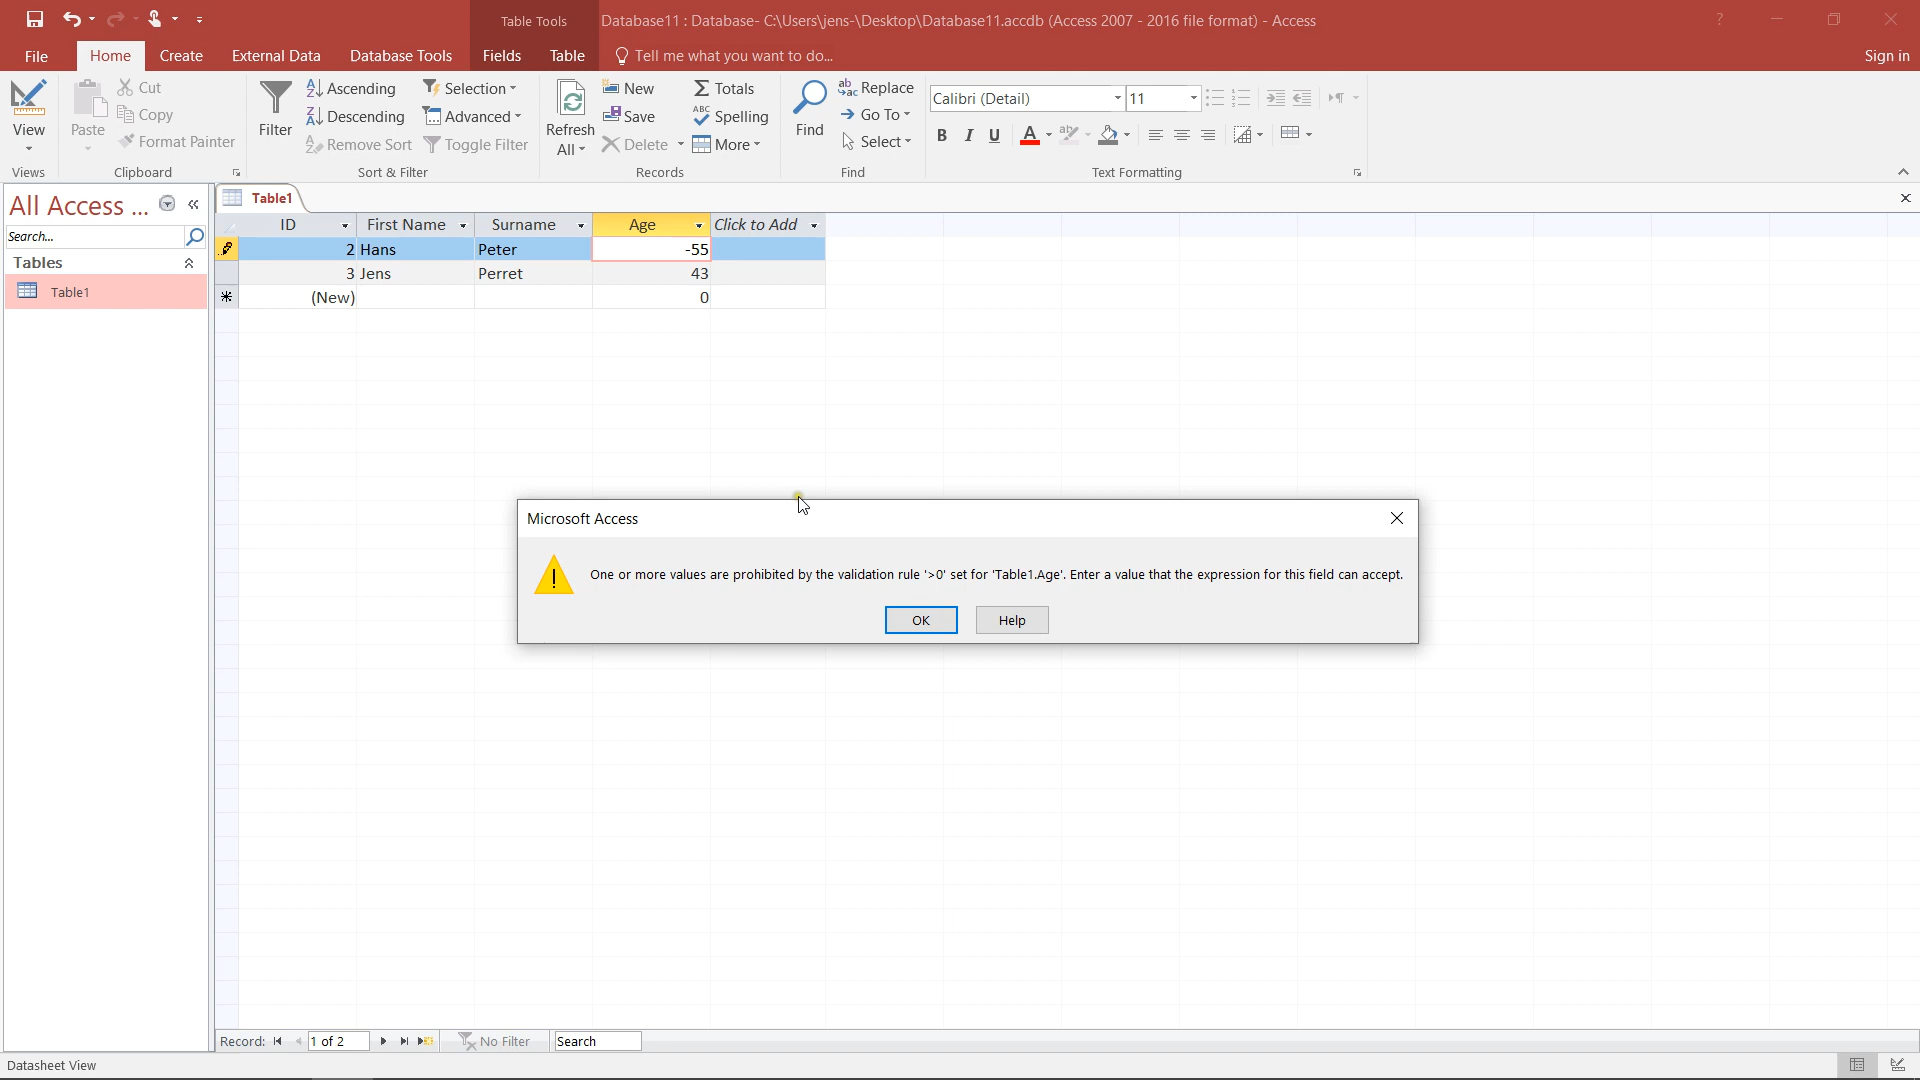 Table Tools
Database11 : Database- C:\Users\jens-\Desktop\Database11.accdb (Access 2007 - 2016 file format) - Access
?
File Home Create External Data Database Tools Fields Table Tell me what you want to do... Sign in
View
Paste
Cut
Copy
Format Painter
Filter
Ascending
Descending
Remove Sort
Selection
Advanced
Toggle Filter
Refresh
All
New
Save
Delete
Totals
Spelling
More
Find
Replace
Go To
Select
Calibri (Detail) 11
B I U A
Views Clipboard Sort & Filter Records Find Text Formatting
All Access ...
Search...
Tables
Table1
Table1
ID First Name Surname Age Click to Add
2 Hans Peter -55
3 Jens Perret 43
(New) 0
Microsoft Access
One or more values are prohibited by the validation rule '>0' set for 'Table1.Age'. Enter a value that the expression for this field can accept.
OK Help
Record: 1 of 2 No Filter Search
Datasheet View